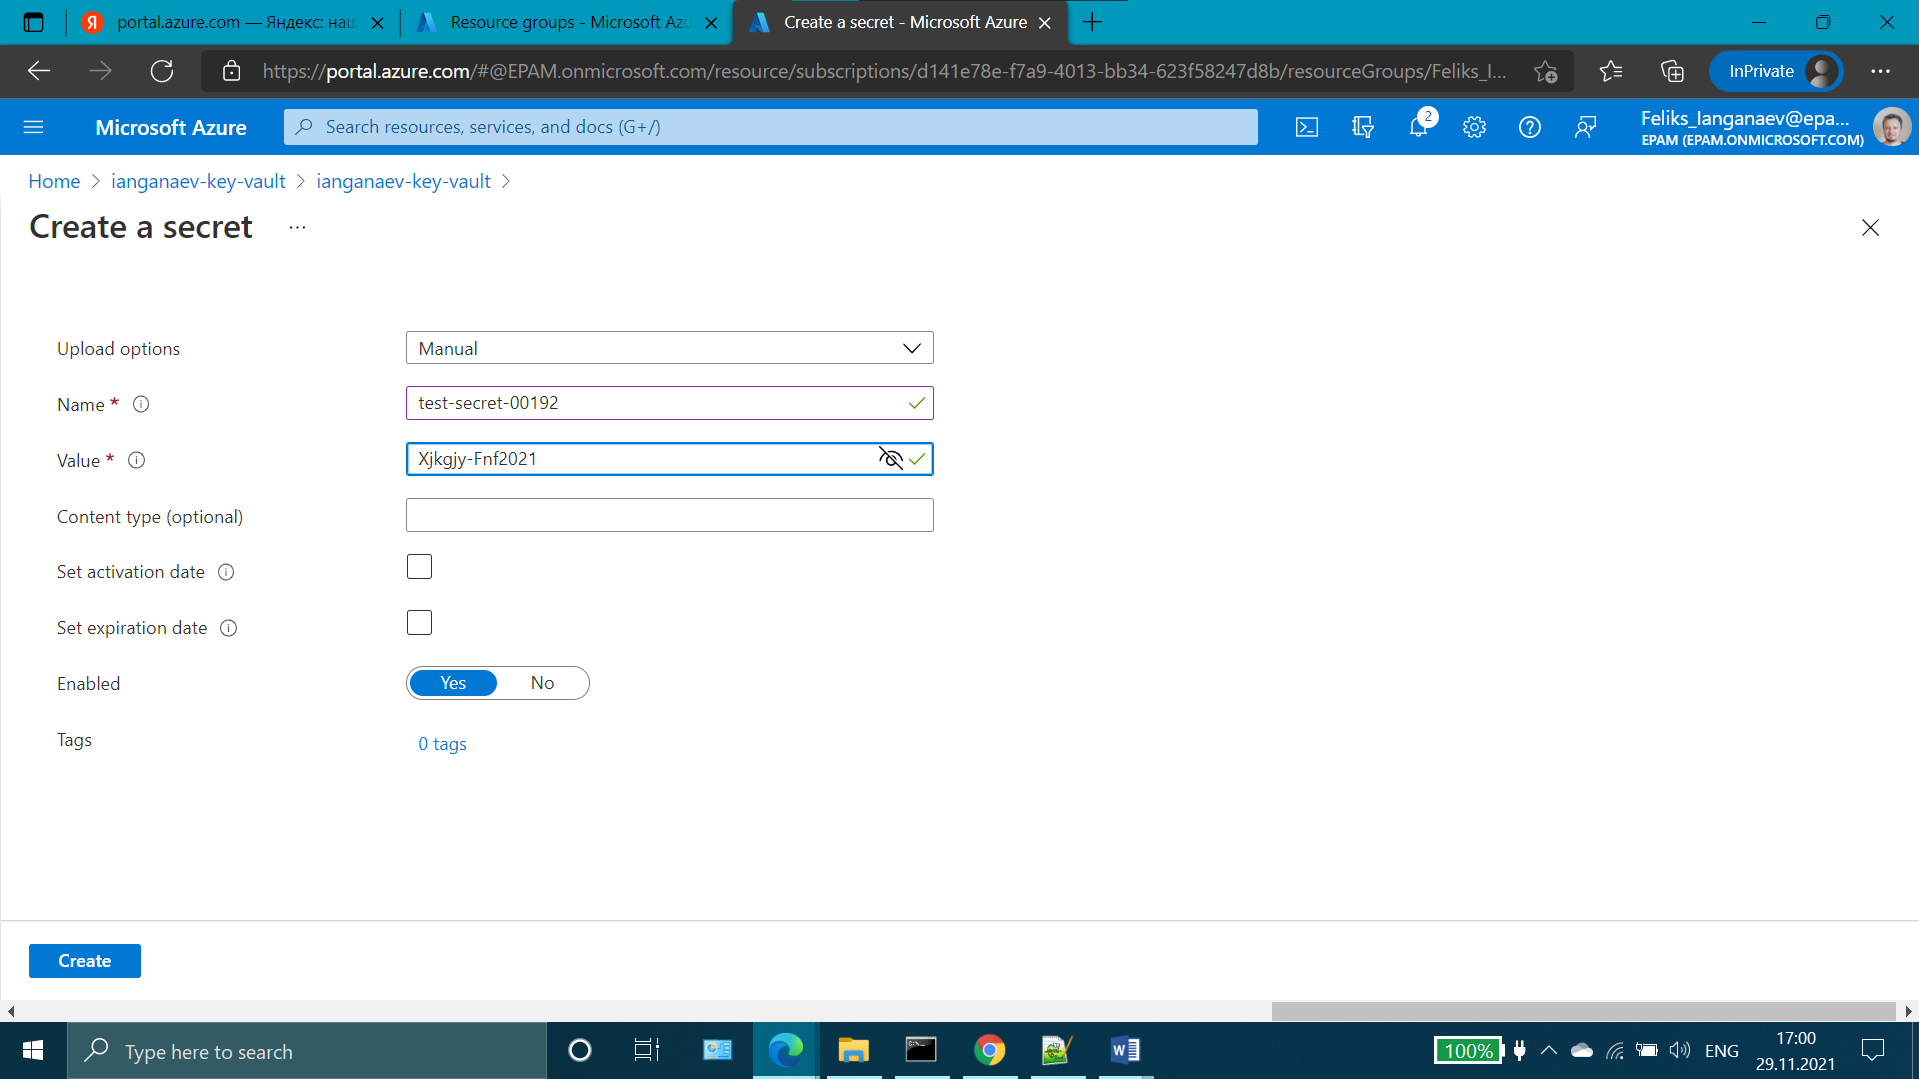 portal.azure.com — Яндекс: наш
Resource groups - Microsoft Azu
Create a secret - Microsoft Azure
https://portal.azure.com/#@EPAM.onmicrosoft.com/resource/subscriptions/d141e78e-f7a9-4013-bb34-623f58247d8b/resourceGroups/Feliks_I...
InPrivate
Microsoft Azure
Search resources, services, and docs (G+/)
2
Feliks_Ianganaev@epa...
EPAM (EPAM.ONMICROSOFT.COM)
Home > ianganaev-key-vault > ianganaev-key-vault >
Create a secret ...
Upload options
Manual
Name *
test-secret-00192
Value *
Xjkgjy-Fnf2021
Content type (optional)
Set activation date
Set expiration date
Enabled
Yes No
Tags
0 tags
Create
Type here to search
100%
ENG
17:00
29.11.2021